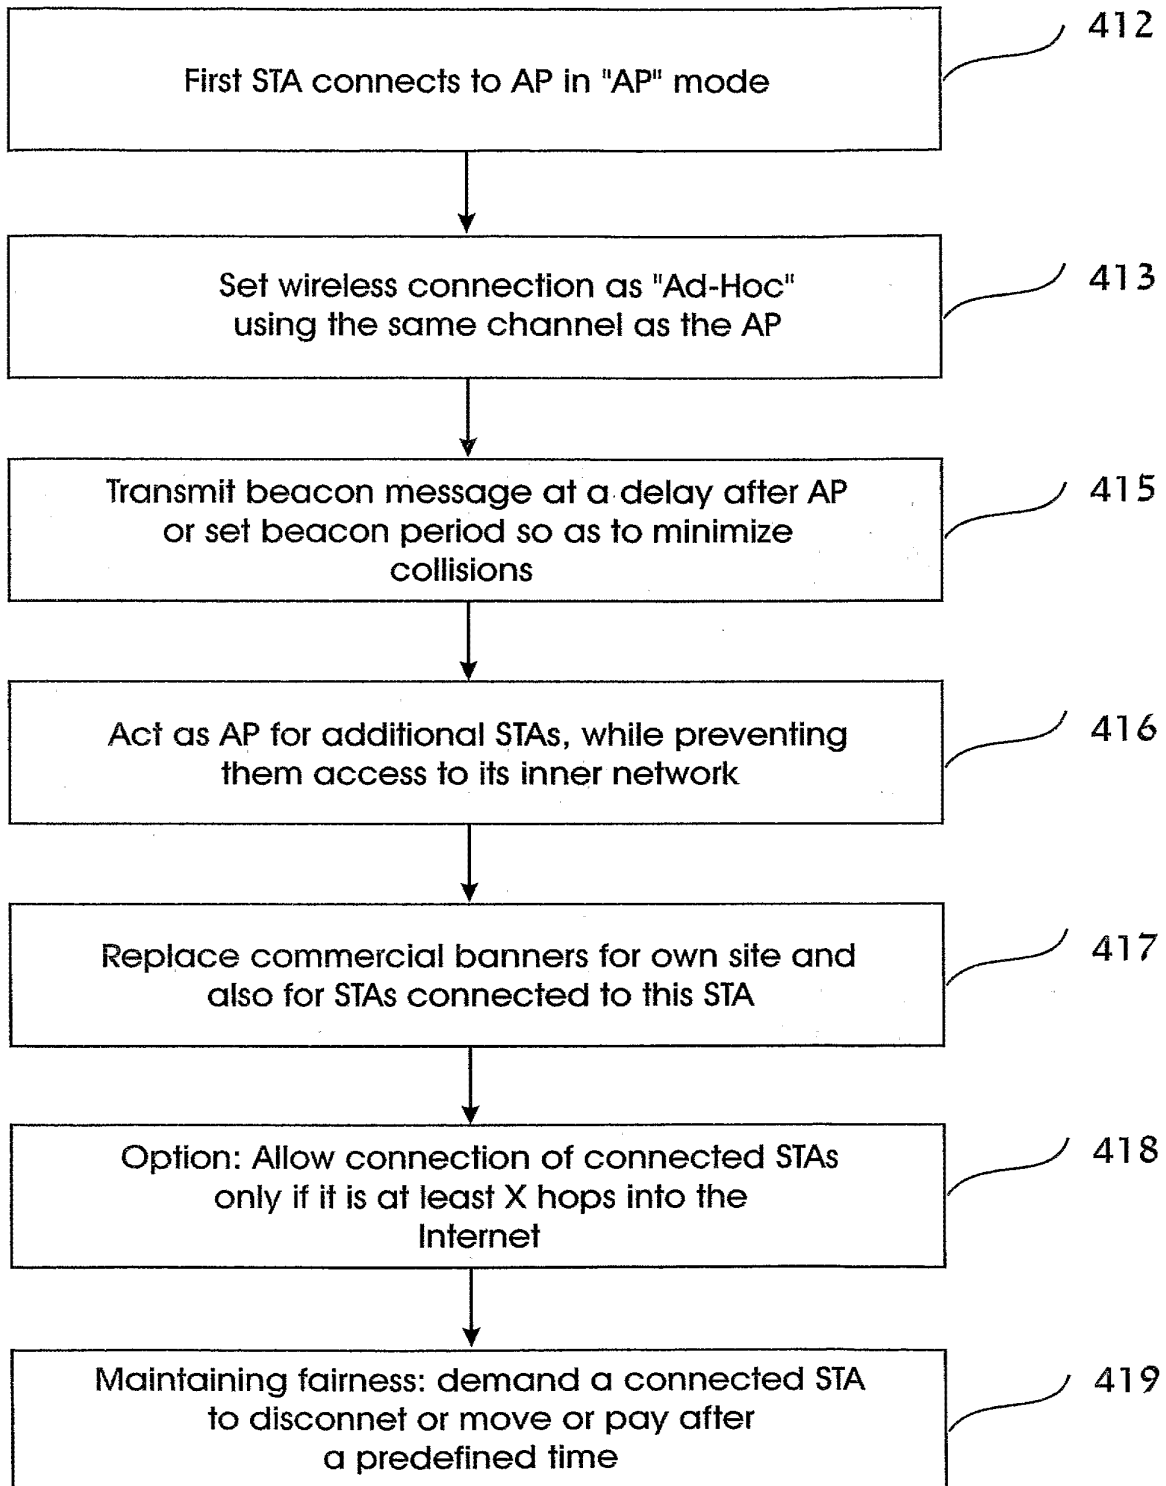 412
First STA connects to AP in "AP" mode
413
Set wireless connection as "Ad-Hoc"
using the same channel as the AP
415
Transmit beacon message at a delay after AP
or set beacon period so as to minimize
collisions
416
Act as AP for additional STAs, while preventing
them access to its inner network
417
Replace commercial banners for own site and
also for STAs connected to this STA
418
Option: Allow connection of connected STAs
only if it is at least X hops into the
Internet
419
Maintaining fairness: demand a connected STA
to disconnet or move or pay after
a predefined time